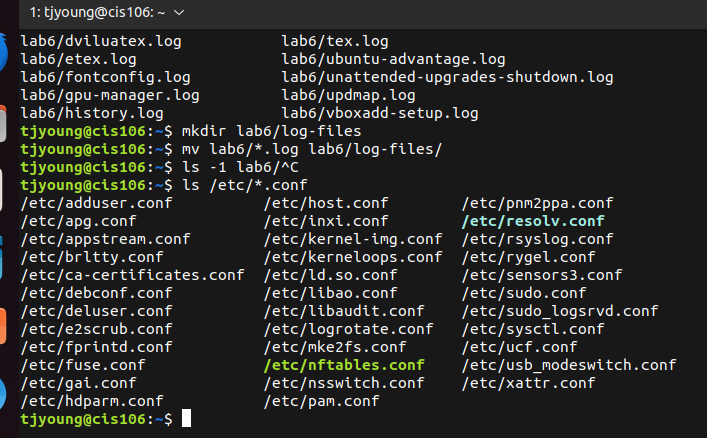 1: tjyoung@cis106: ~
lab6/dviluatex.log lab6/tex.log
lab6/etex.log lab6/ubuntu-advantage.log
lab6/fontconfig.log lab6/unattended-upgrades-shutdown.log
lab6/gpu-manager.log lab6/updmap.log
lab6/history.log lab6/vboxadd-setup.log
tjyoung@cis106:~$ mkdir lab6/log-files
tjyoung@cis106:~$ mv lab6/*.log lab6/log-files/
tjyoung@cis106:~$ ls -1 lab6/^C
tjyoung@cis106:~$ ls /etc/*.conf
/etc/adduser.conf /etc/host.conf /etc/pnm2ppa.conf
/etc/apg.conf /etc/inxi.conf /etc/resolv.conf
/etc/appstream.conf /etc/kernel-img.conf /etc/rsyslog.conf
/etc/brltty.conf /etc/kerneloops.conf /etc/rygel.conf
/etc/ca-certificates.conf /etc/ld.so.conf /etc/sensors3.conf
/etc/debconf.conf /etc/libao.conf /etc/sudo.conf
/etc/deluser.conf /etc/libaudit.conf /etc/sudo_logsrvd.conf
/etc/e2scrub.conf /etc/logrotate.conf /etc/sysctl.conf
/etc/fprintd.conf /etc/mke2fs.conf /etc/ucf.conf
/etc/fuse.conf /etc/nftables.conf /etc/usb_modeswitch.conf
/etc/gai.conf /etc/nsswitch.conf /etc/xattr.conf
/etc/hdparm.conf /etc/pam.conf
tjyoung@cis106:~$